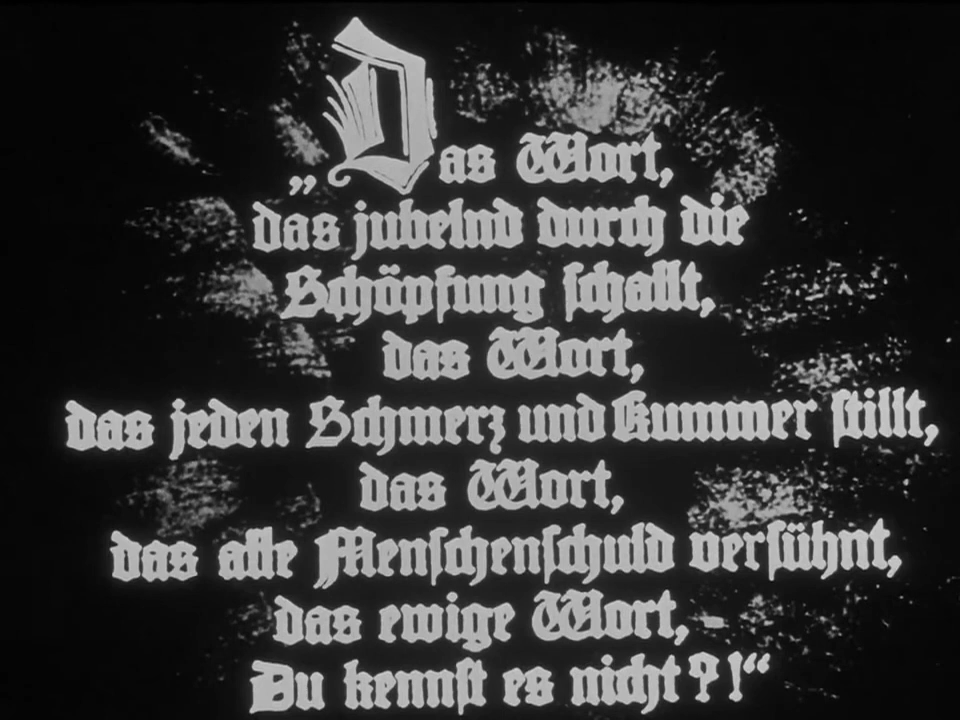 „Das Wort,
das jubelnd durch die
Schöpfung schallt,
das Wort,
das jeden Schmerz und Kummer stillt,
das Wort,
das alle Menschenschuld versühnt,
das ewige Wort, –
Du kennst es nicht?!“